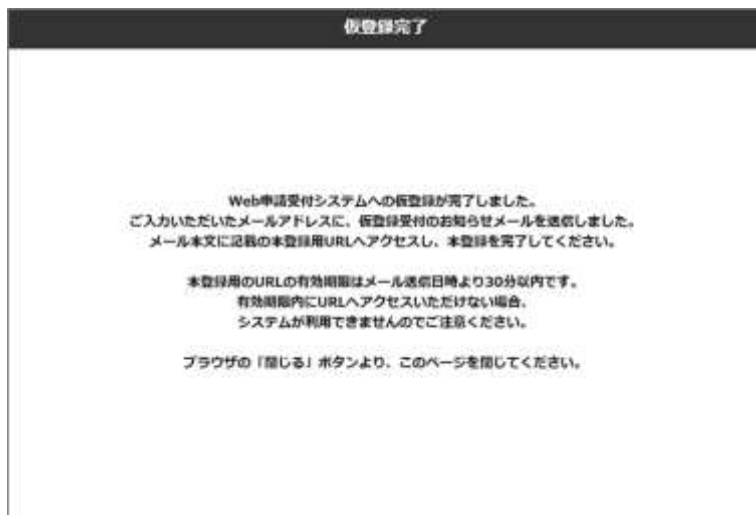 仮登録完了
Web申請受付システムへの仮登録が完了しました。
ご入力いただいたメールアドレスに、仮登録受付のお知らせメールを送信しました。
メール本文に記載の本登録用URLへアクセスし、本登録を完了してください。
本登録用のURLの有効期限はメール送信日時より30分以内です。
有効期限内にURLへアクセスいただけない場合、
システムが利用できませんのでご注意ください。
ブラウザの「閉じる」ボタンより、このページを閉じてください。